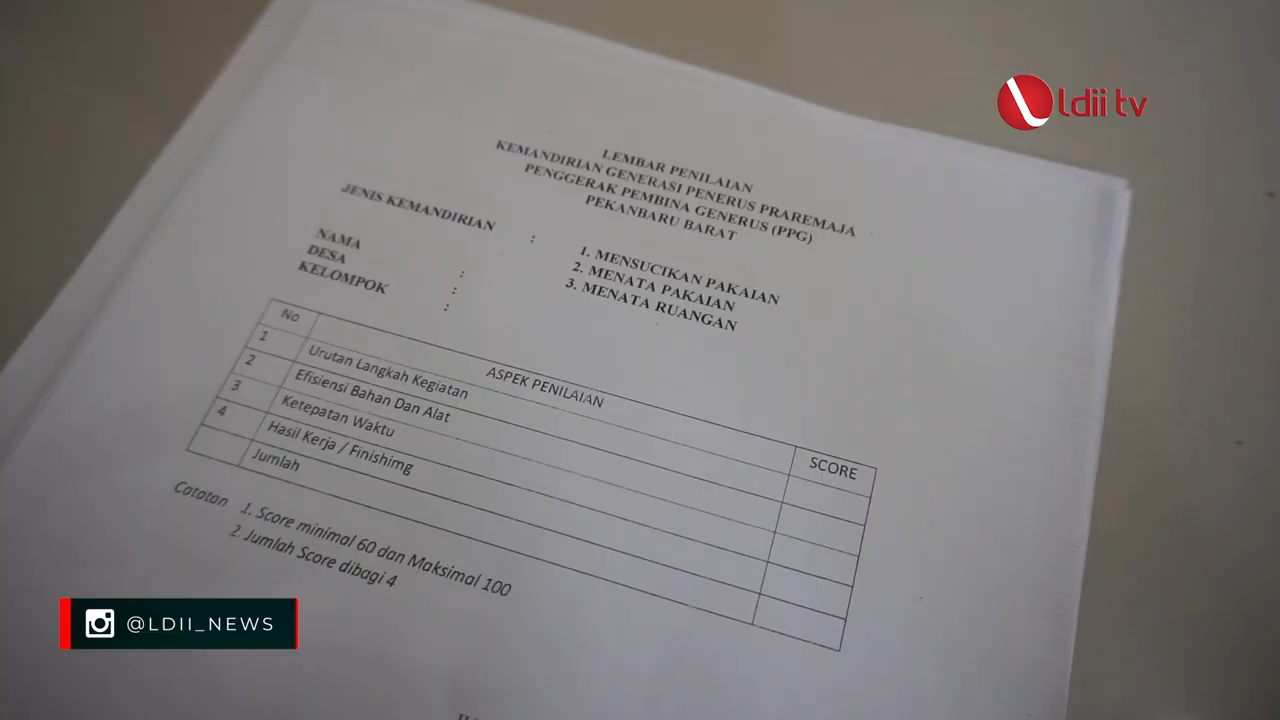 ldii tv
LEMBAR PENILAIAN
KEMANDIRIAN GENERASI PENERUS PRAREMAJA
PENGGERAK PEMBINA GENERUS (PPG)
PEKANBARU BARAT
JENIS KEMANDIRIAN : 1. MENSUCIKAN PAKAIAN
2. MENATA PAKAIAN
3. MENATA RUANGAN
NAMA :
DESA :
KELOMPOK :
No ASPEK PENILAIAN SCORE
1 Urutan Langkah Kegiatan
2 Efisiensi Bahan Dan Alat
3 Ketepatan Waktu
4 Hasil Kerja / Finishimg
Jumlah
Catatan 1. Score minimal 60 dan Maksimal 100
2. Jumlah Score dibagi 4
@LDII_NEWS